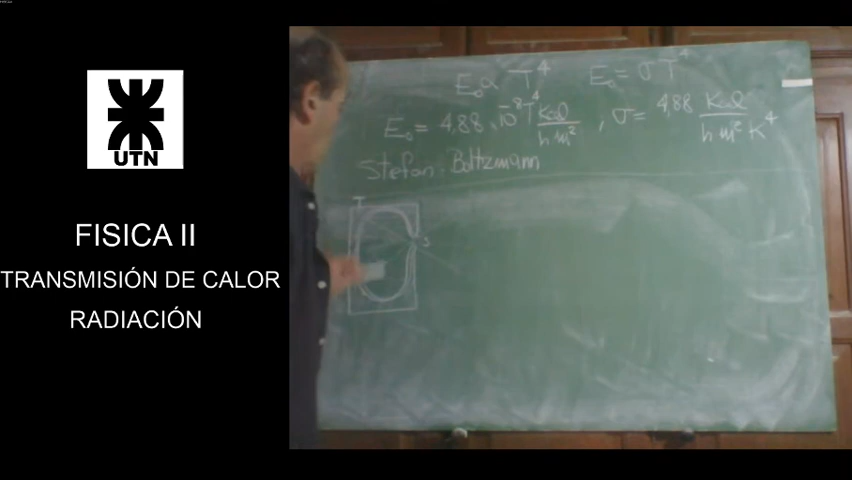 UTN
FISICA II
TRANSMISIÓN DE CALOR
RADIACIÓN
E₀ α T⁴ E₀ = σ T⁴
E₀ = 4,88 · 10⁻⁸ T⁴ Kcal / h m² , σ = 4,88 Kcal / h m² K⁴
Stefan - Boltzmann
T
S